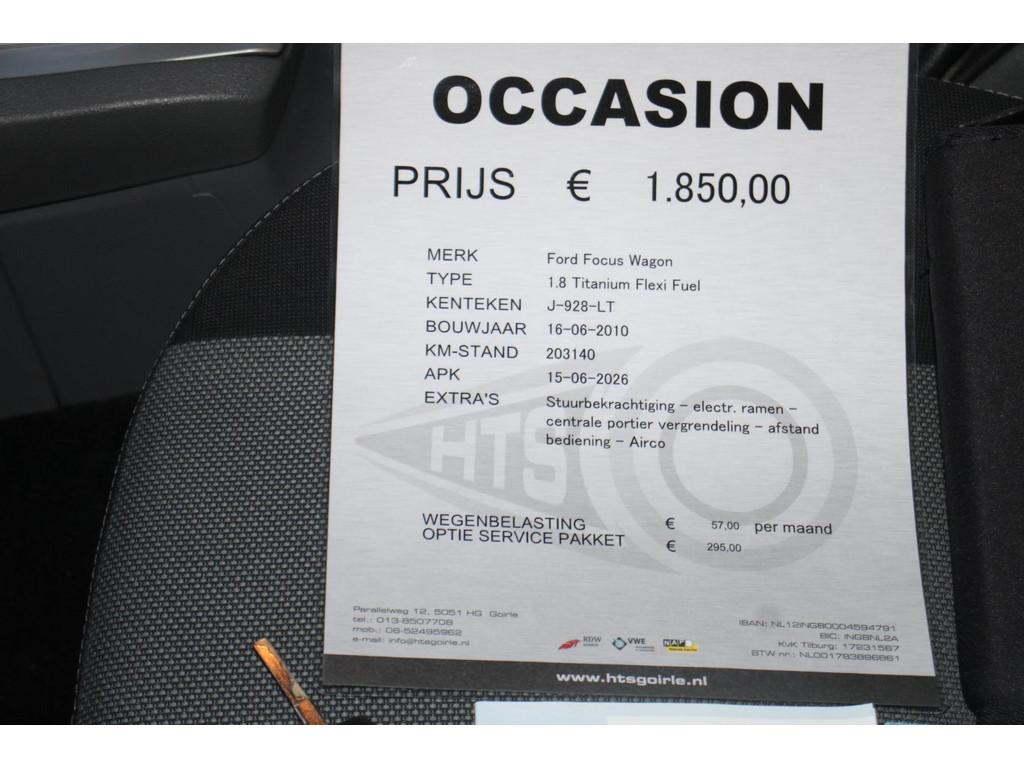 OCCASION
PRIJS € 1.850,00
MERK Ford Focus Wagon
TYPE 1.8 Titanium Flexi Fuel
KENTEKEN J-928-LT
BOUWJAAR 16-06-2010
KM-STAND 203140
APK 15-06-2026
EXTRA'S Stuurbekrachtiging - electr. ramen -
centrale portier vergrendeling - afstand
bediening - Airco
HTS
WEGENBELASTING € 57,00 per maand
OPTIE SERVICE PAKKET € 295,00
Parallelweg 12, 5051 HG Goirle
tel.: 013-8507708
mob.: 06-52495962
e-mail: info@htsgoirle.nl
RDW
VWE
NAP
IBAN: NL12INGB0004594791
BIC: INGBNL2A
KvK Tilburg: 17231567
BTW nr.: NL001783896B61
www.htsgoirle.nl